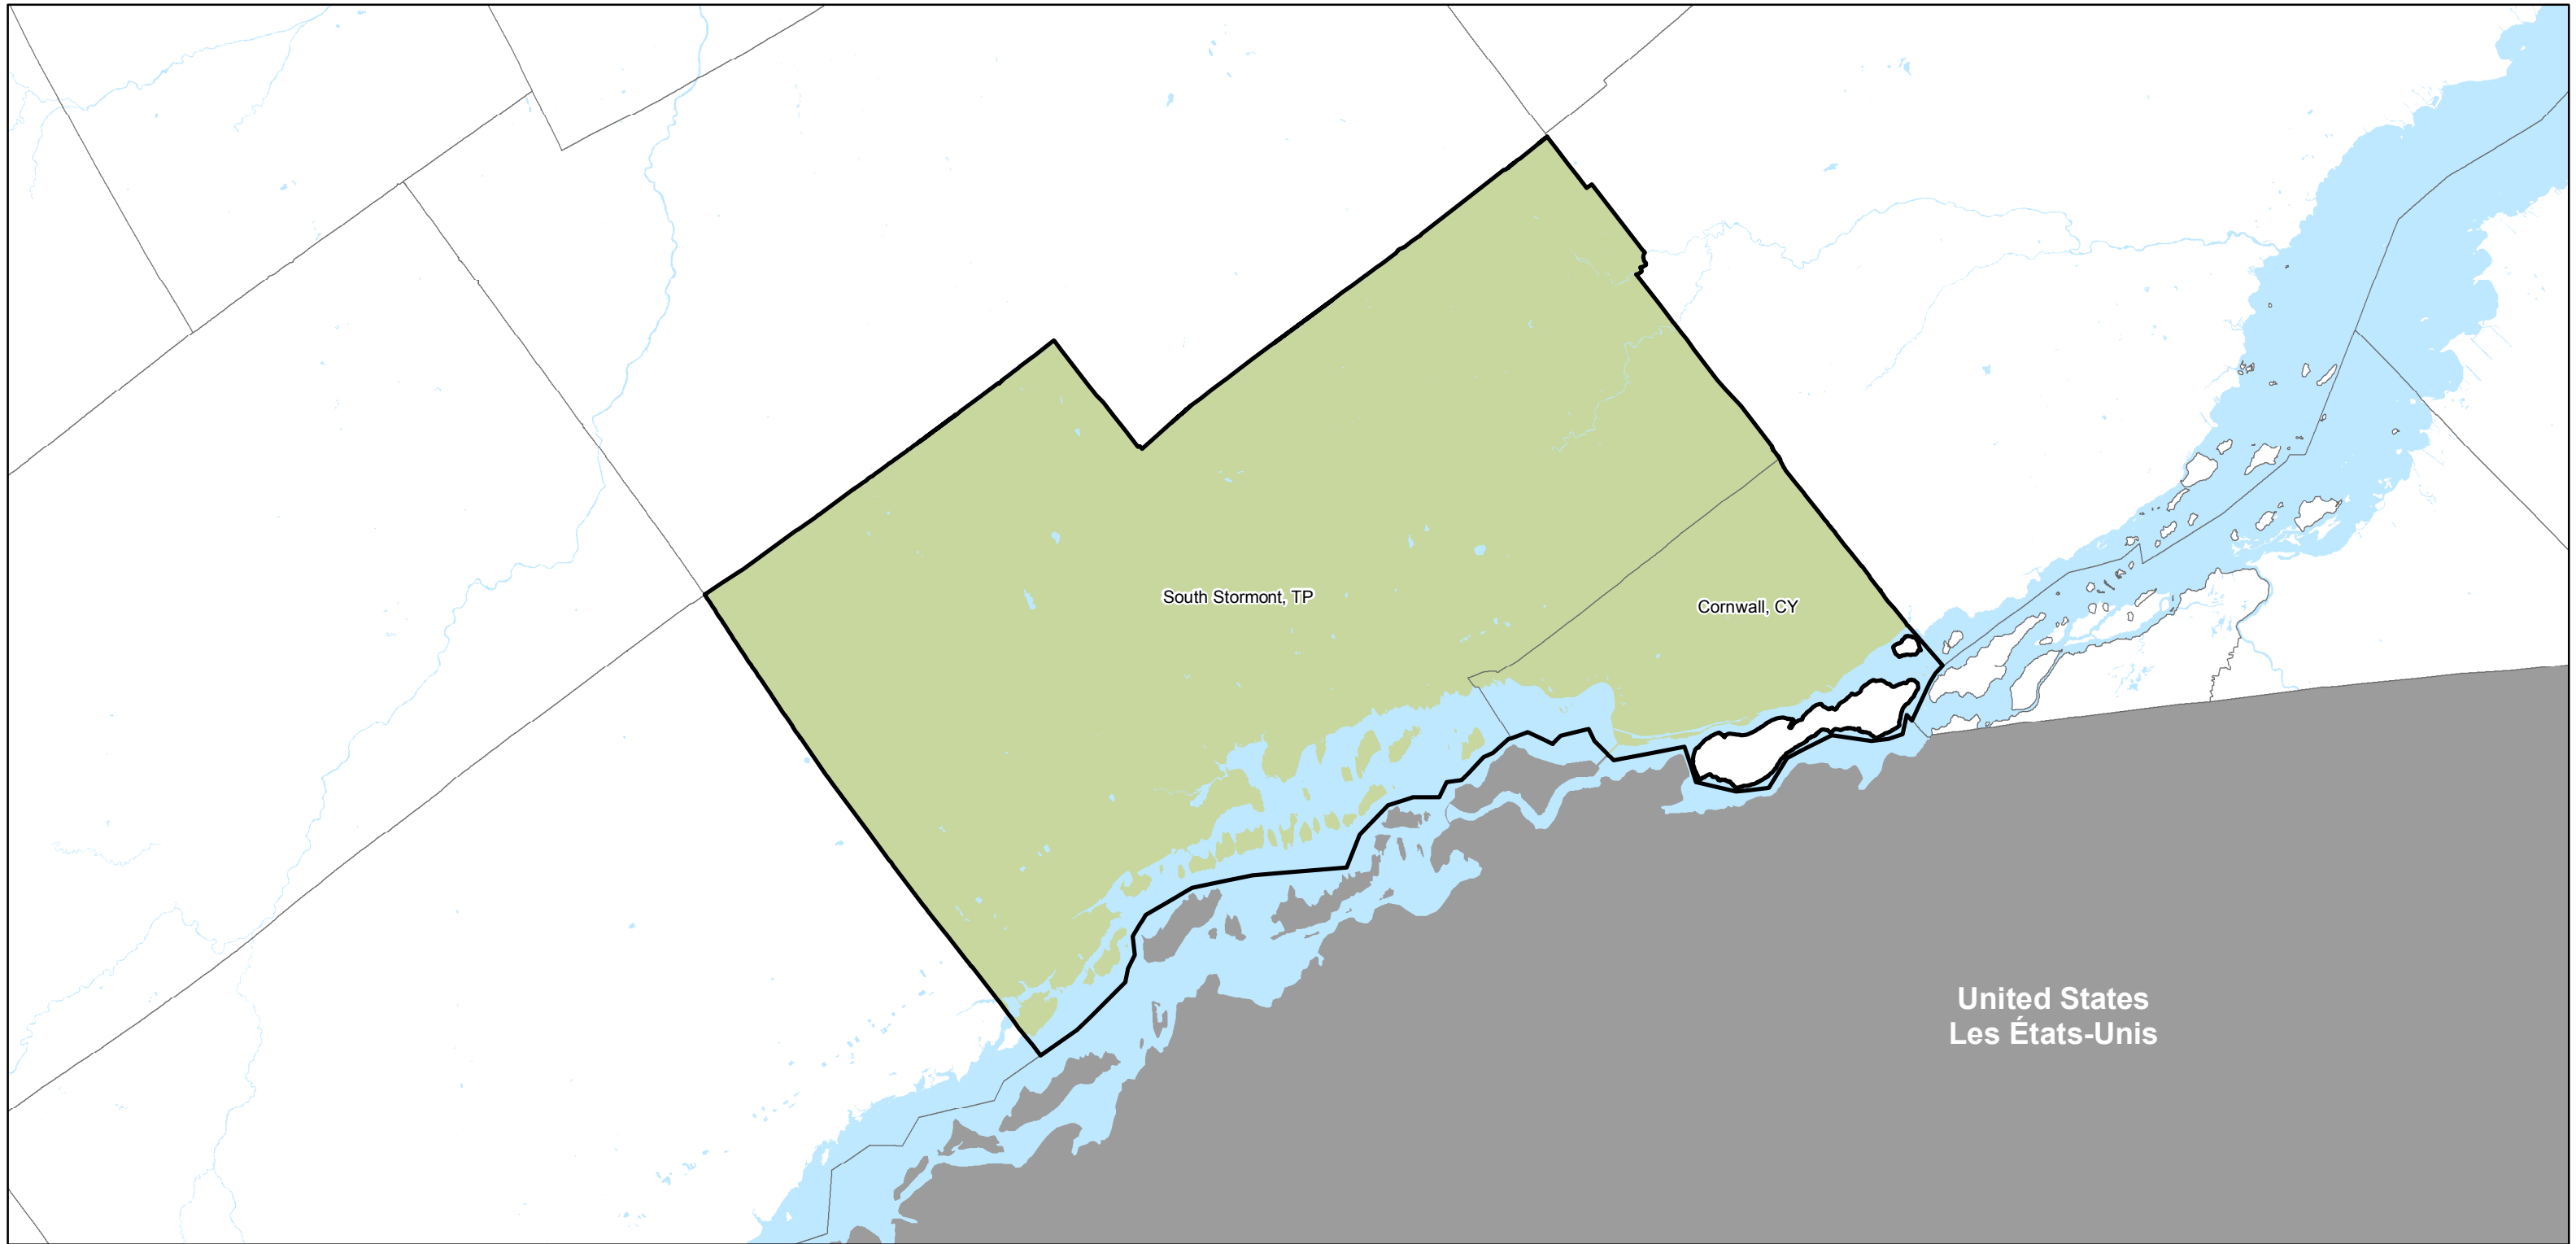 South Stormont, TP
Cornwall, CY
United States
Les États-Unis